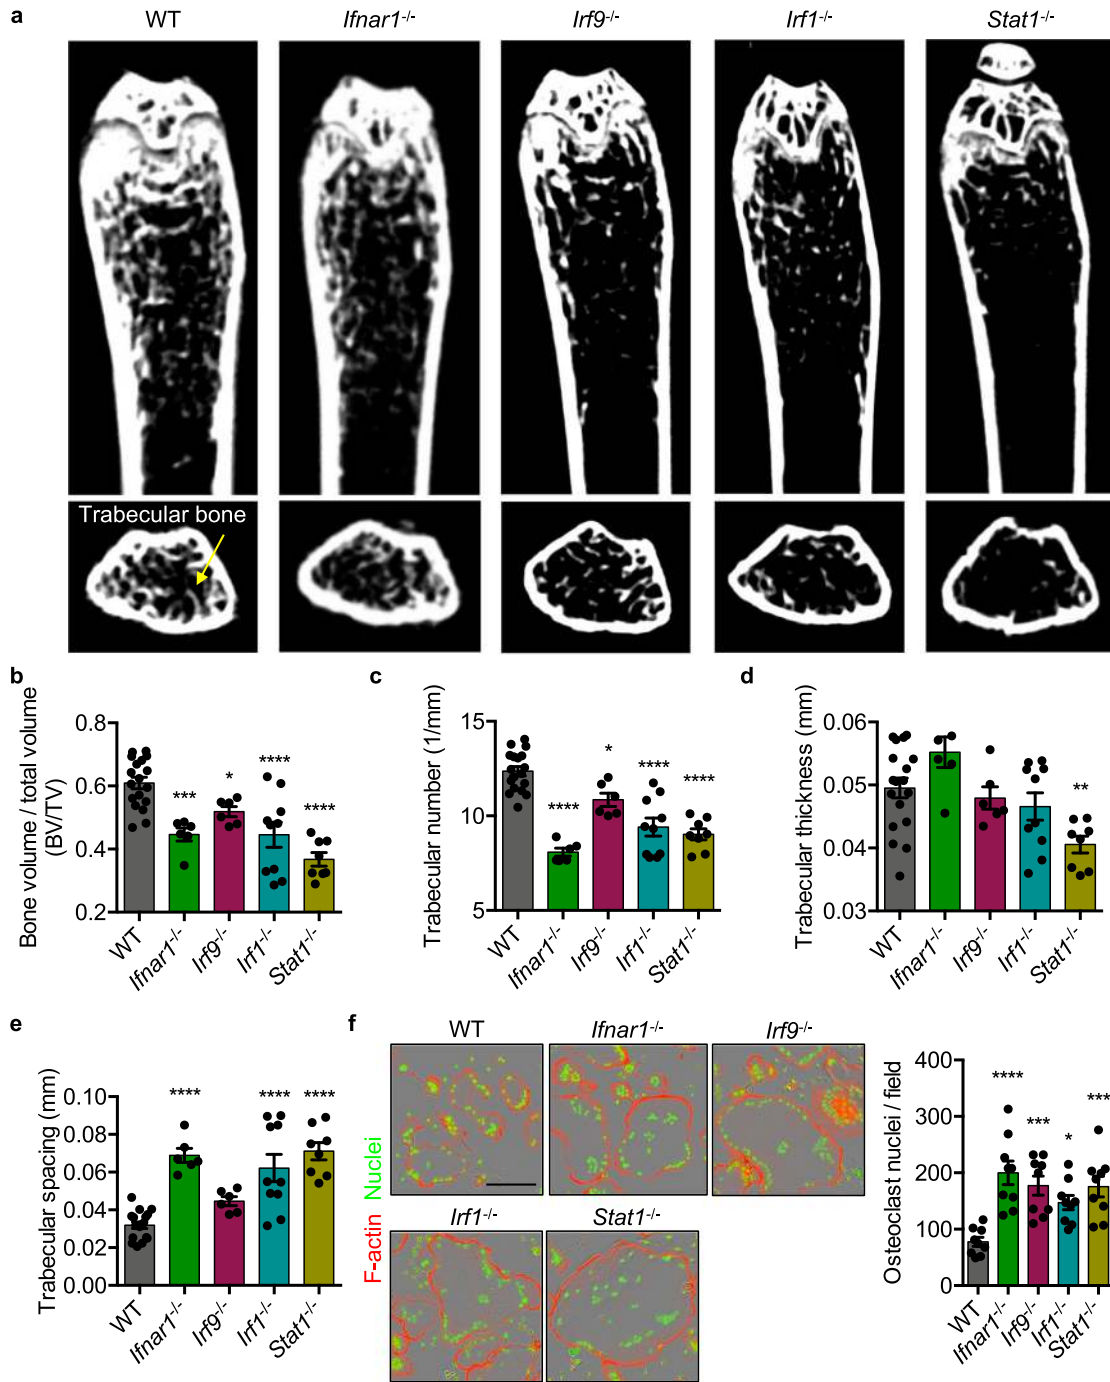 a
WT
Ifnar1-/-
Irf9-/-
Irf1-/-
Stat1-/-
Trabecular bone
b
Bone volume / total volume
(BV/TV)
0.8
0.6
0.4
0.2
***
*
****
****
WT
Ifnar1-/-
Irf9-/-
Irf1-/-
Stat1-/-
c
Trabecular number (1/mm)
15
10
5
****
*
****
****
WT
Ifnar1-/-
Irf9-/-
Irf1-/-
Stat1-/-
d
Trabecular thickness (mm)
0.06
0.05
0.04
0.03
**
WT
Ifnar1-/-
Irf9-/-
Irf1-/-
Stat1-/-
e
Trabecular spacing (mm)
0.10
0.08
0.06
0.04
0.02
0.00
****
****
****
WT
Ifnar1-/-
Irf9-/-
Irf1-/-
Stat1-/-
f
WT
Ifnar1-/-
Irf9-/-
F-actin Nuclei
Irf1-/-
Stat1-/-
Osteoclast nuclei / field
400
300
200
100
0
****
***
*
***
WT
Ifnar1-/-
Irf9-/-
Irf1-/-
Stat1-/-